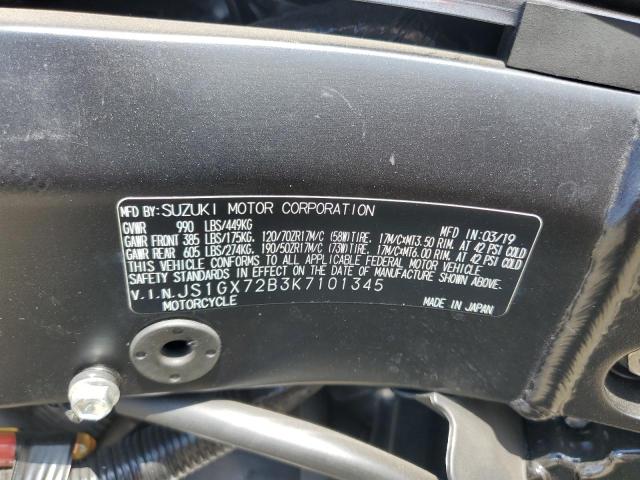 MFD BY: SUZUKI MOTOR CORPORATION MFD IN: 03/19
GVWR 990 LBS/449KG
GAWR FRONT 385 LBS/175KG, 120/70ZR17M/C (58W) TIRE, 17M/C×MT3.50 RIM, AT 42 PSI COLD
GAWR REAR 605 LBS/274KG, 190/50ZR17M/C (73W) TIRE, 17M/C×MT6.00 RIM, AT 42 PSI COLD
THIS VEHICLE CONFORMS TO ALL APPLICABLE FEDERAL MOTOR VEHICLE
SAFETY STANDARDS IN EFFECT ON THE DATE OF MANUFACTURE SHOWN ABOVE.
V.I.N. JS1GX72B3K7101345
MOTORCYCLE MADE IN JAPAN